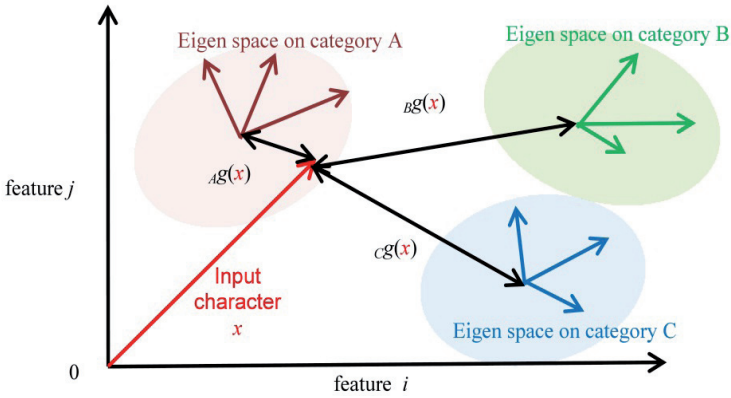 Eigen space on category A
Eigen space on category B
Bg(x)
Ag(x)
feature j
Cg(x)
Input
character
x
Eigen space on category C
0
feature i